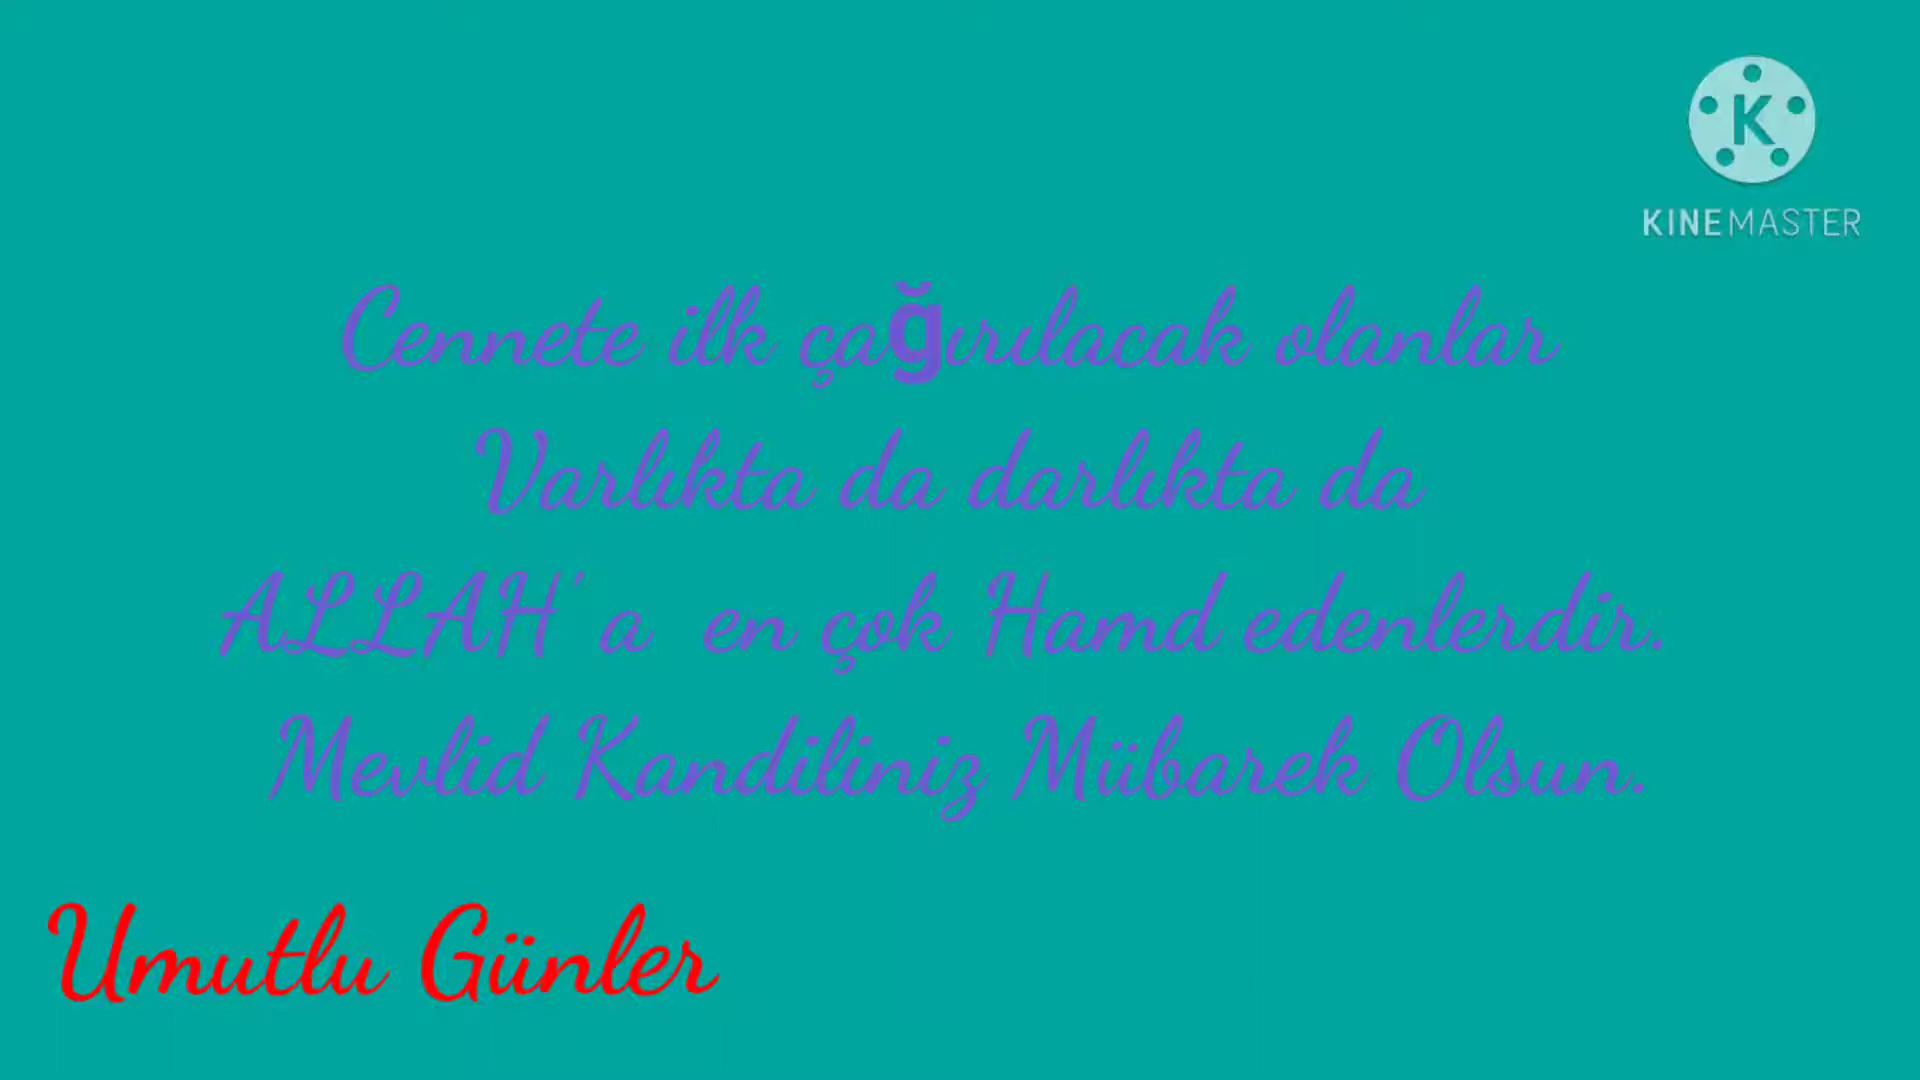 K
KINEMASTER
Cennete ilk çağırılacak olanlar
Varlıkta da darlıkta da
ALLAH' a en çok Hamd edenlerdir.
Mevlid Kandiliniz Mübarek Olsun.
Umutlu Günler